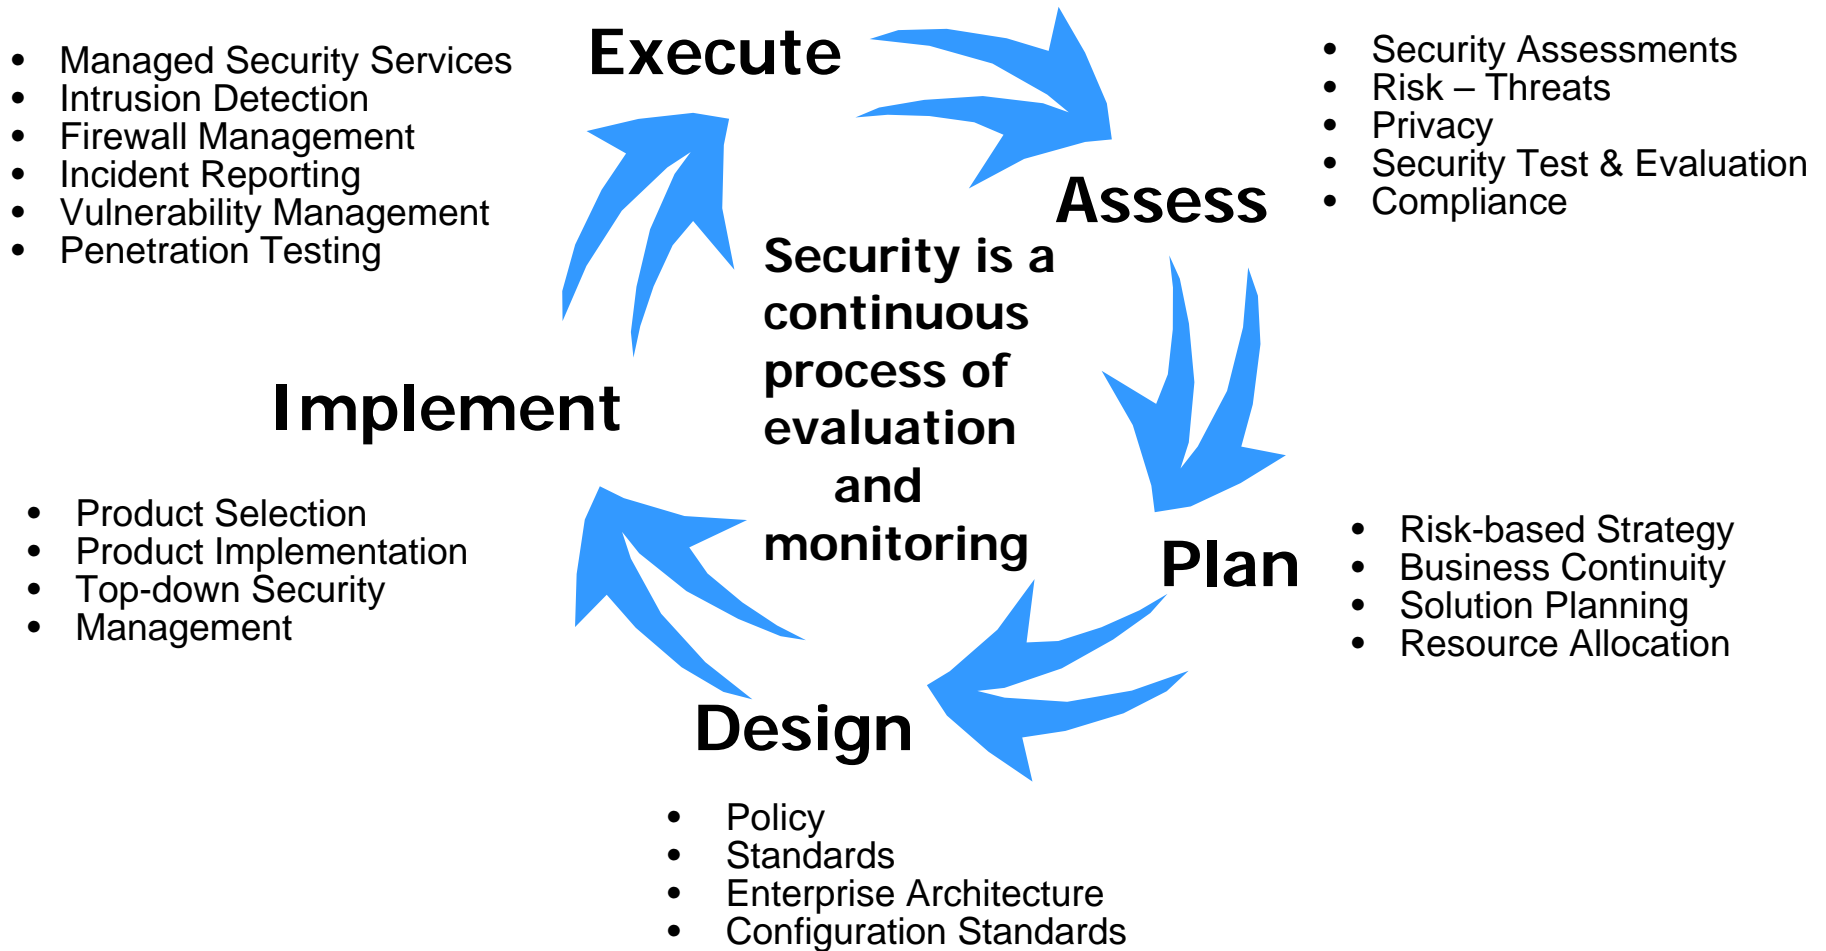 Execute
• Managed Security Services
• Intrusion Detection
• Firewall Management
• Incident Reporting
• Vulnerability Management
• Penetration Testing
Assess
• Security Assessments
• Risk – Threats
• Privacy
• Security Test & Evaluation
• Compliance
Security is a
continuous
process of
evaluation
and
monitoring
Plan
• Risk-based Strategy
• Business Continuity
• Solution Planning
• Resource Allocation
Design
• Policy
• Standards
• Enterprise Architecture
• Configuration Standards
Implement
• Product Selection
• Product Implementation
• Top-down Security
• Management